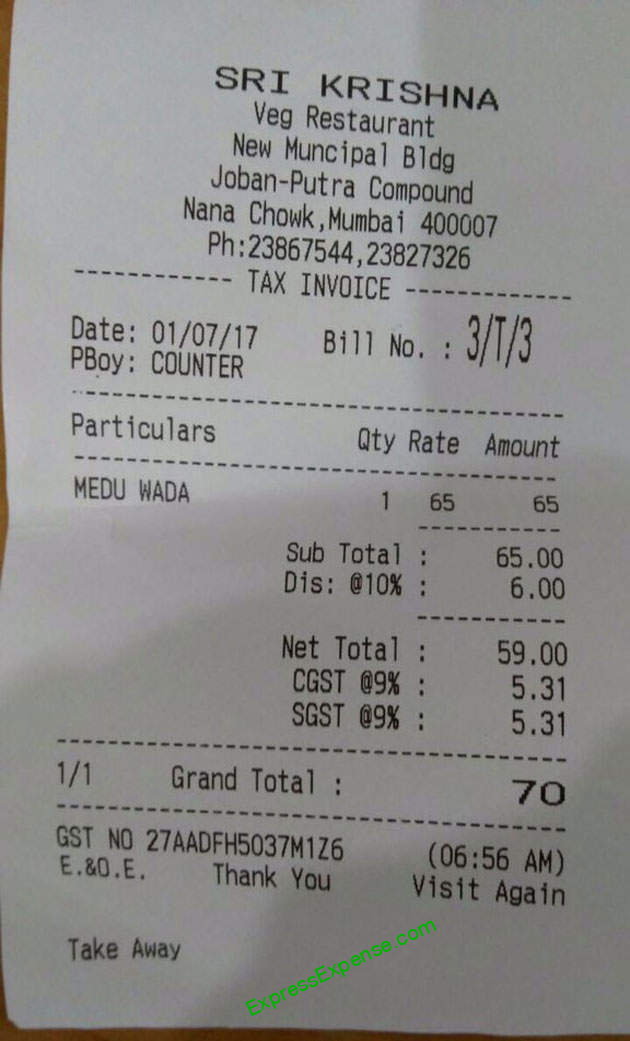 SRI KRISHNA
Veg Restaurant
New Muncipal Bldg
Joban-Putra Compound
Nana Chowk,Mumbai 400007
Ph:23867544,23827326
------------ TAX INVOICE ------------
Date: 01/07/17 Bill No. : 3/T/3
PBoy: COUNTER
Particulars Qty Rate Amount
MEDU WADA 1 65 65
Sub Total : 65.00
Dis: @10% : 6.00
Net Total : 59.00
CGST @9% : 5.31
SGST @9% : 5.31
1/1 Grand Total : 70
GST NO 27AADFH5037M1Z6 (06:56 AM)
E.&O.E. Thank You Visit Again
Take Away
ExpressExpense.com